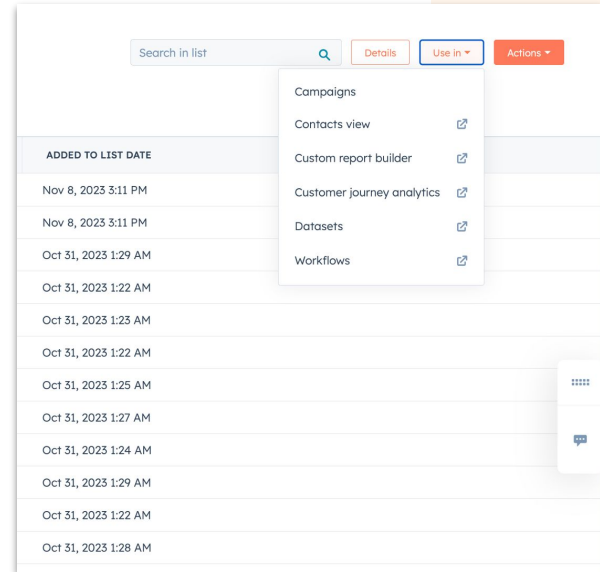 Search in list
Details
Use in
Actions
Campaigns
Contacts view
Custom report builder
Customer journey analytics
Datasets
Workflows
ADDED TO LIST DATE
Nov 8, 2023 3:11 PM
Nov 8, 2023 3:11 PM
Oct 31, 2023 1:29 AM
Oct 31, 2023 1:22 AM
Oct 31, 2023 1:23 AM
Oct 31, 2023 1:22 AM
Oct 31, 2023 1:25 AM
Oct 31, 2023 1:27 AM
Oct 31, 2023 1:24 AM
Oct 31, 2023 1:29 AM
Oct 31, 2023 1:22 AM
Oct 31, 2023 1:28 AM